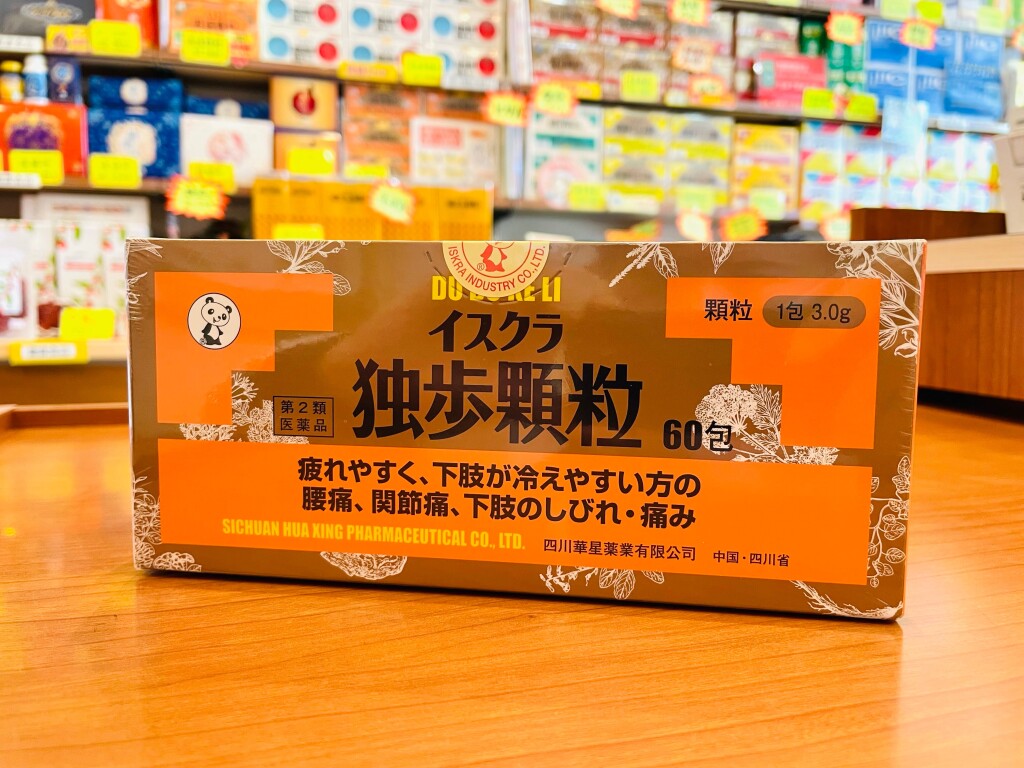 ISKRA INDUSTRY CO., LTD.
DU BU KE LI
イスクラ
顆粒 1包 3.0g
第2類
医薬品
独歩顆粒 60包
疲れやすく、下肢が冷えやすい方の
腰痛、関節痛、下肢のしびれ・痛み
SICHUAN HUA XING PHARMACEUTICAL CO., LTD. 四川華星薬業有限公司 中国・四川省